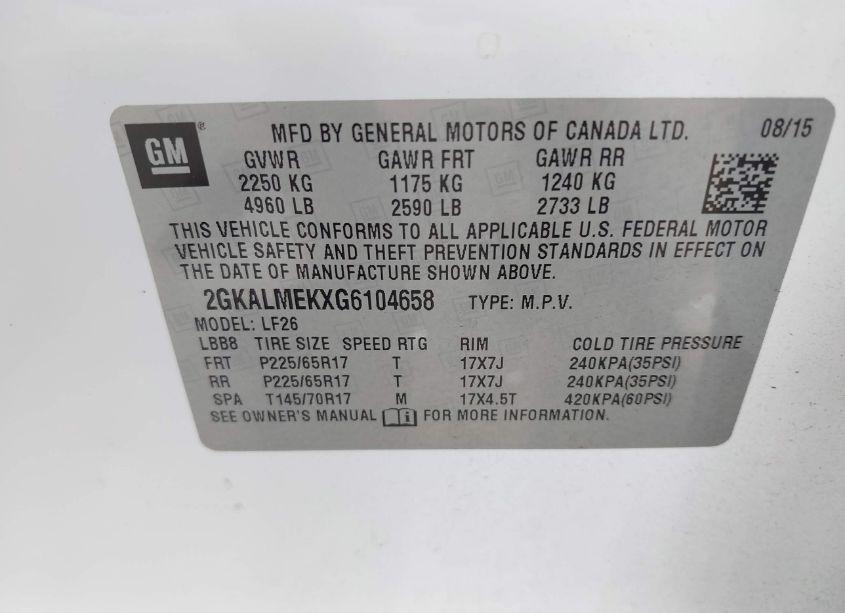 GM® MFD BY GENERAL MOTORS OF CANADA LTD. 08/15
GVWR GAWR FRT GAWR RR
2250 KG 1175 KG 1240 KG
4960 LB 2590 LB 2733 LB
THIS VEHICLE CONFORMS TO ALL APPLICABLE U.S. FEDERAL MOTOR
VEHICLE SAFETY AND THEFT PREVENTION STANDARDS IN EFFECT ON
THE DATE OF MANUFACTURE SHOWN ABOVE.
2GKALMEKXG6104658 TYPE: M.P.V.
MODEL: LF26
LBB8 TIRE SIZE SPEED RTG RIM COLD TIRE PRESSURE
FRT P225/65R17 T 17X7J 240KPA(35PSI)
RR P225/65R17 T 17X7J 240KPA(35PSI)
SPA T145/70R17 M 17X4.5T 420KPA(60PSI)
SEE OWNER'S MANUAL FOR MORE INFORMATION.